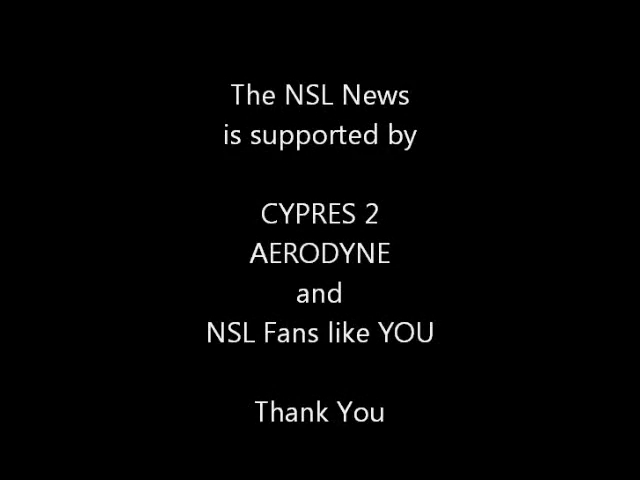 The NSL News
is supported by
CYPRES 2
AERODYNE
and
NSL Fans like YOU
Thank You